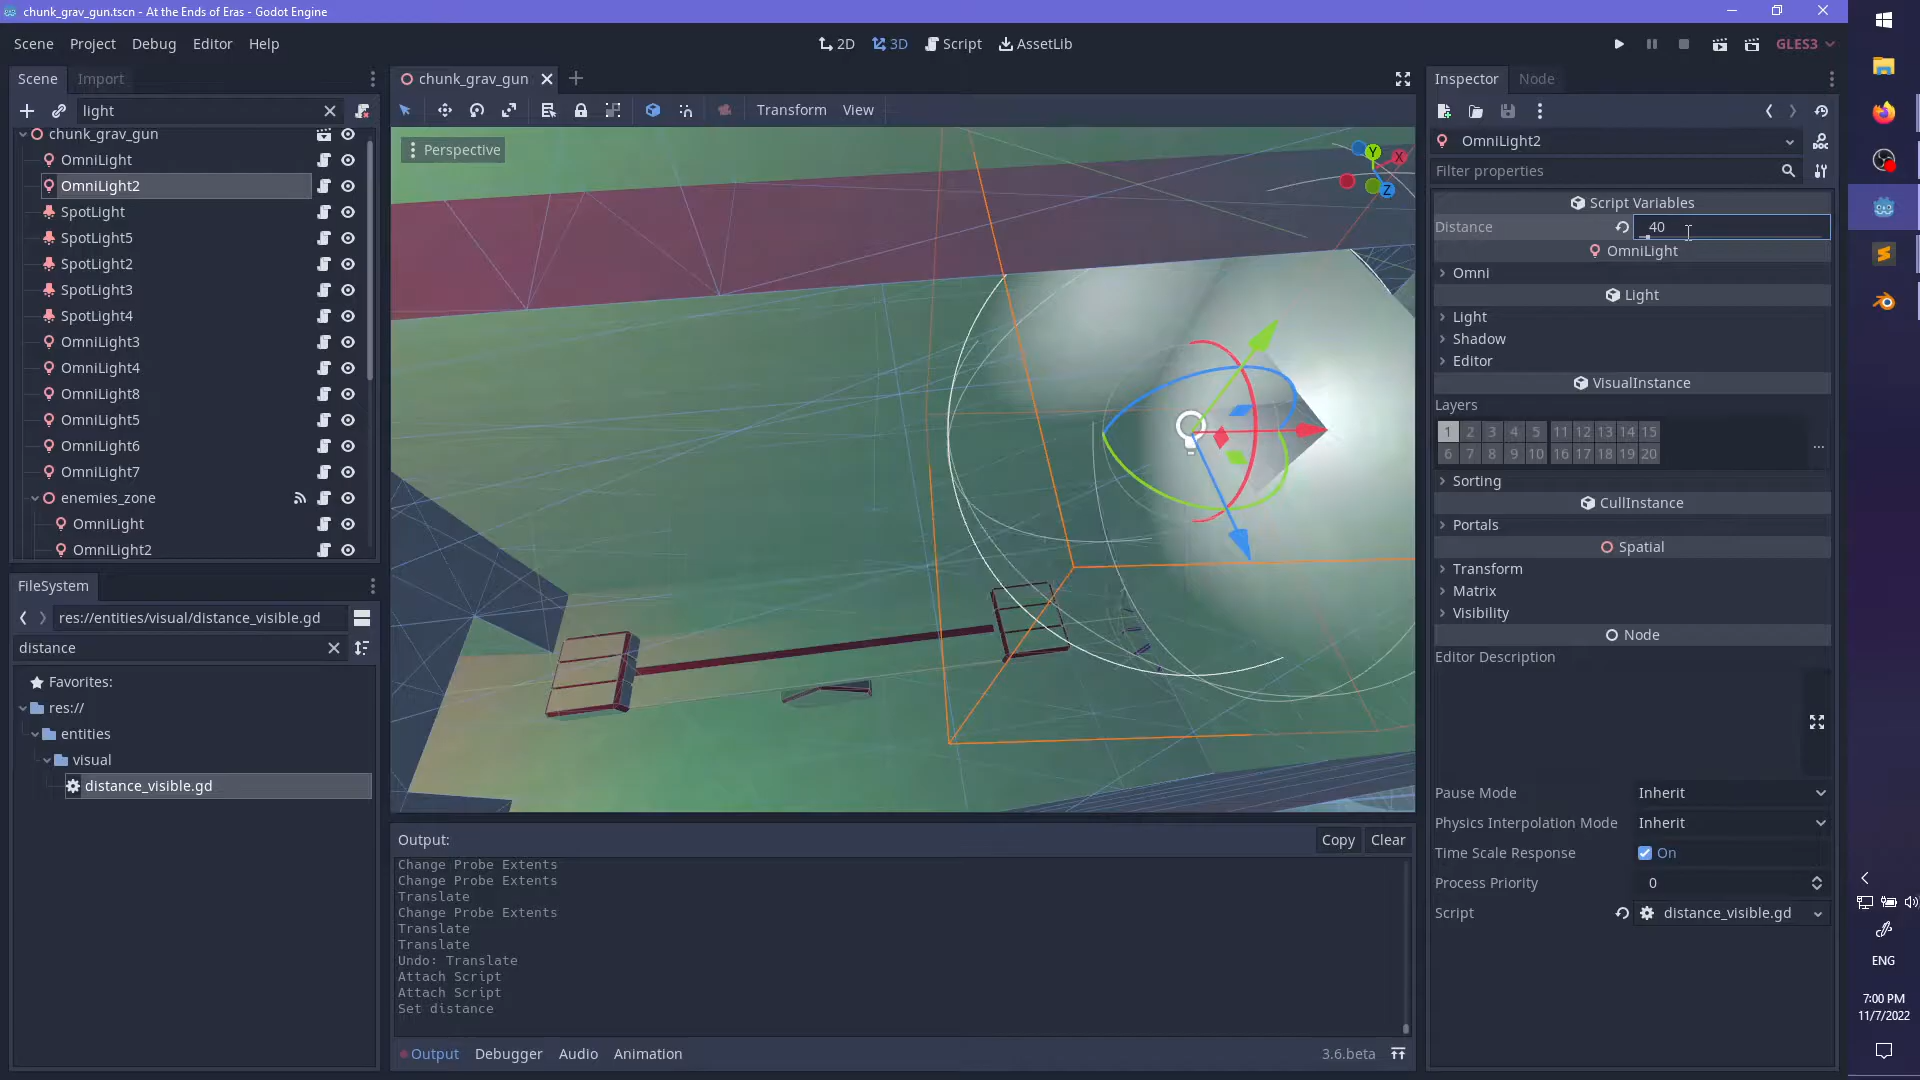 chunk_grav_gun.tscn - At the Ends of Eras - Godot Engine
Scene Project Debug Editor Help
2D 3D Script AssetLib
GLES3
Scene Import
light
chunk_grav_gun
OmniLight
OmniLight2
SpotLight
SpotLight5
SpotLight2
SpotLight3
SpotLight4
OmniLight3
OmniLight4
OmniLight8
OmniLight5
OmniLight6
OmniLight7
enemies_zone
OmniLight
OmniLight2
FileSystem
res://entities/visual/distance_visible.gd
distance
Favorites:
res://
entities
visual
distance_visible.gd
chunk_grav_gun
Transform View
Perspective
Y
X
Z
Output:
Copy Clear
Change Probe Extents
Change Probe Extents
Translate
Change Probe Extents
Translate
Translate
Undo: Translate
Attach Script
Attach Script
Set distance
Output Debugger Audio Animation
3.6.beta
Inspector Node
OmniLight2
DOC
Filter properties
Script Variables
Distance 40
OmniLight
Omni
Light
Light
Shadow
Editor
VisualInstance
Layers
1 2 3 4 5 11 12 13 14 15
6 7 8 9 10 16 17 18 19 20
...
Sorting
CullInstance
Portals
Spatial
Transform
Matrix
Visibility
Node
Editor Description
Pause Mode Inherit
Physics Interpolation Mode Inherit
Time Scale Response On
Process Priority 0
Script distance_visible.gd
ENG
7:00 PM
11/7/2022